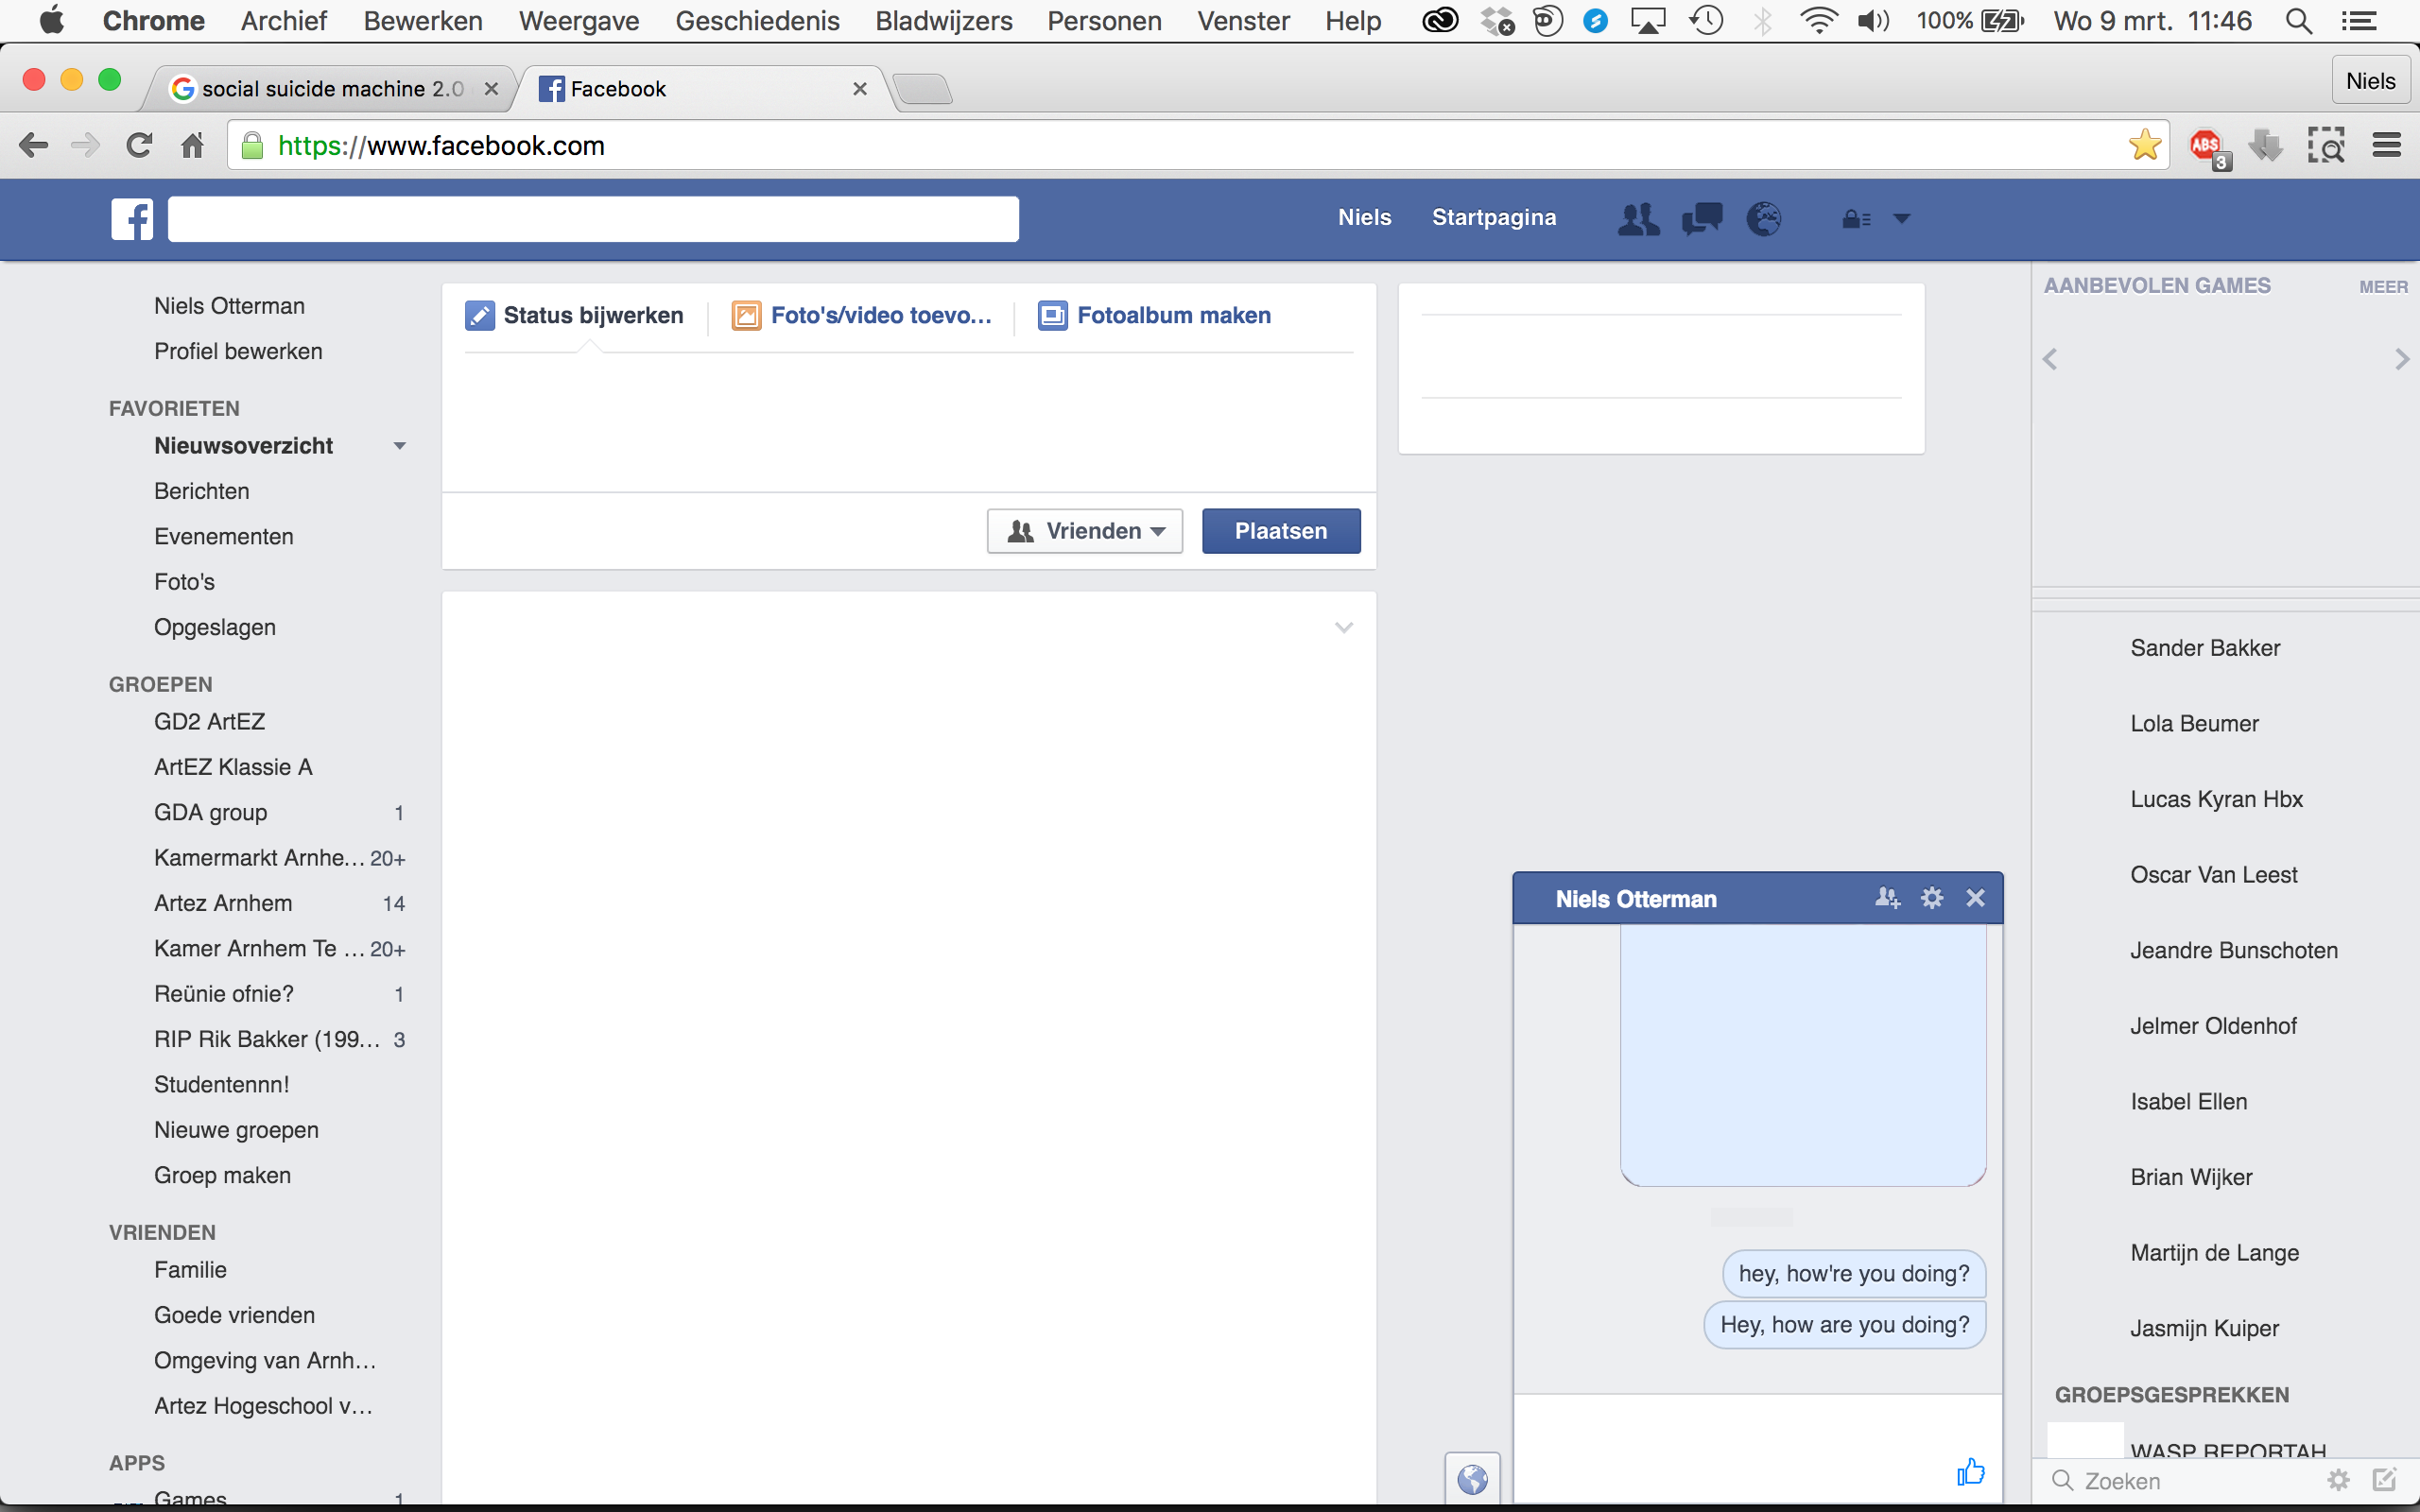 Chrome Archief Bewerken Weergave Geschiedenis Bladwijzers Personen Venster Help 100% Wo 9 mrt. 11:46
social suicide machine 2.0 Facebook Niels
https://www.facebook.com ABS 3
Niels Startpagina
Niels Otterman
Profiel bewerken
FAVORIETEN
Nieuwsoverzicht
Berichten
Evenementen
Foto's
Opgeslagen
GROEPEN
GD2 ArtEZ
ArtEZ Klassie A
GDA group 1
Kamermarkt Arnhe... 20+
Artez Arnhem 14
Kamer Arnhem Te ... 20+
Reünie ofnie? 1
RIP Rik Bakker (199... 3
Studentennn!
Nieuwe groepen
Groep maken
VRIENDEN
Familie
Goede vrienden
Omgeving van Arnh...
Artez Hogeschool v...
APPS
Games 1
Status bijwerken Foto's/video toevo... Fotoalbum maken
Vrienden Plaatsen
Niels Otterman
hey, how're you doing?
Hey, how are you doing?
AANBEVOLEN GAMES MEER
Sander Bakker
Lola Beumer
Lucas Kyran Hbx
Oscar Van Leest
Jeandre Bunschoten
Jelmer Oldenhof
Isabel Ellen
Brian Wijker
Martijn de Lange
Jasmijn Kuiper
GROEPSGESPREKKEN
WASP REPORTAH
Zoeken